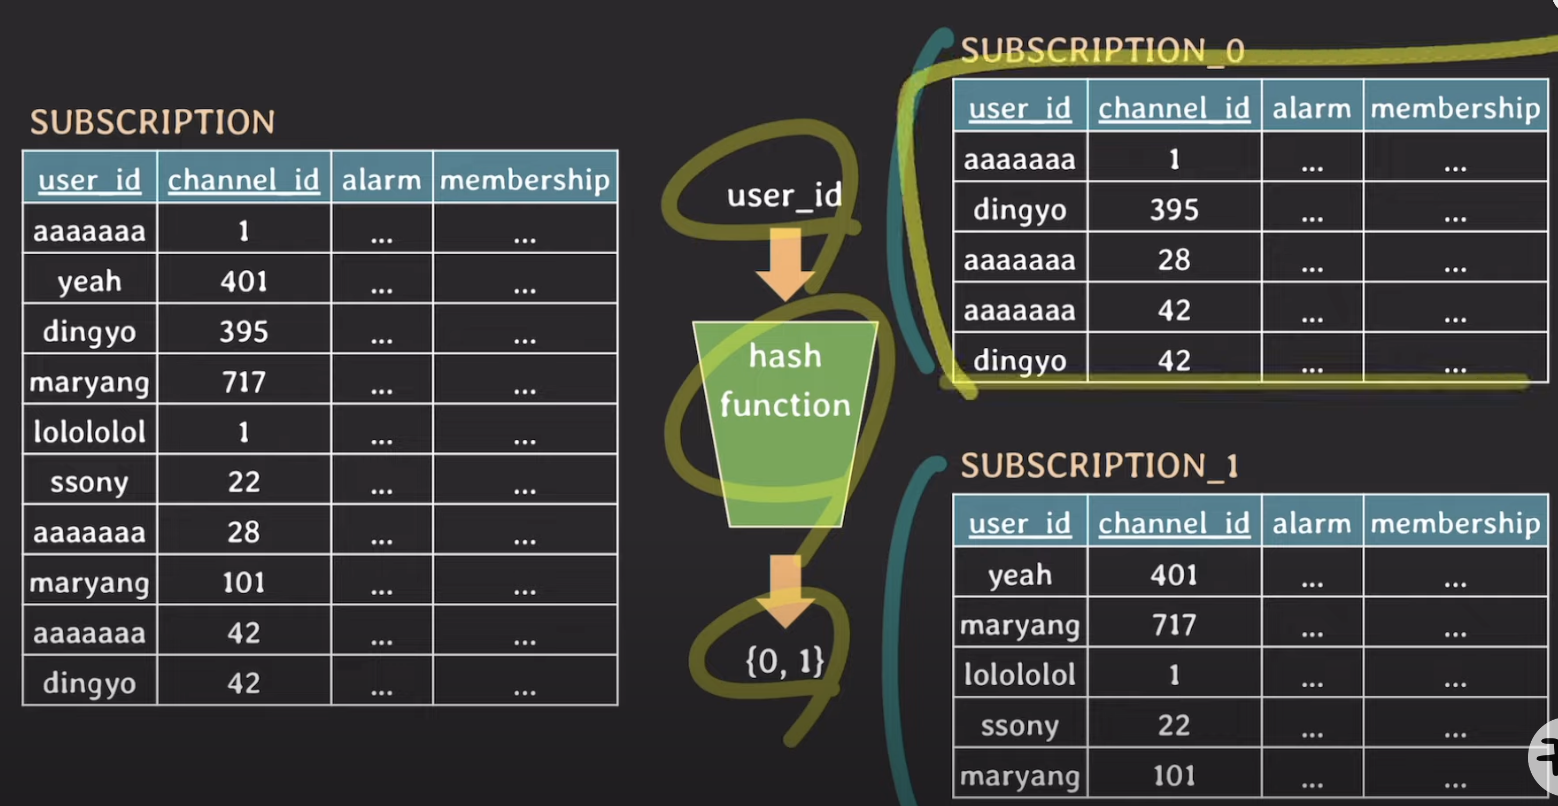 SUBSCRIPTION
user_id channel_id alarm membership
aaaaaaa 1 ... ...
yeah 401 ... ...
dingyo 395 ... ...
maryang 717 ... ...
lolololol 1 ... ...
ssony 22 ... ...
aaaaaaa 28 ... ...
maryang 101 ... ...
aaaaaaa 42 ... ...
dingyo 42 ... ...
user_id
hash
function
{0, 1}
SUBSCRIPTION_0
user_id channel_id alarm membership
aaaaaaa 1 ... ...
dingyo 395 ... ...
aaaaaaa 28 ... ...
aaaaaaa 42 ... ...
dingyo 42 ... ...
SUBSCRIPTION_1
user_id channel_id alarm membership
yeah 401 ... ...
maryang 717 ... ...
lolololol 1 ... ...
ssony 22 ... ...
maryang 101 ... ...